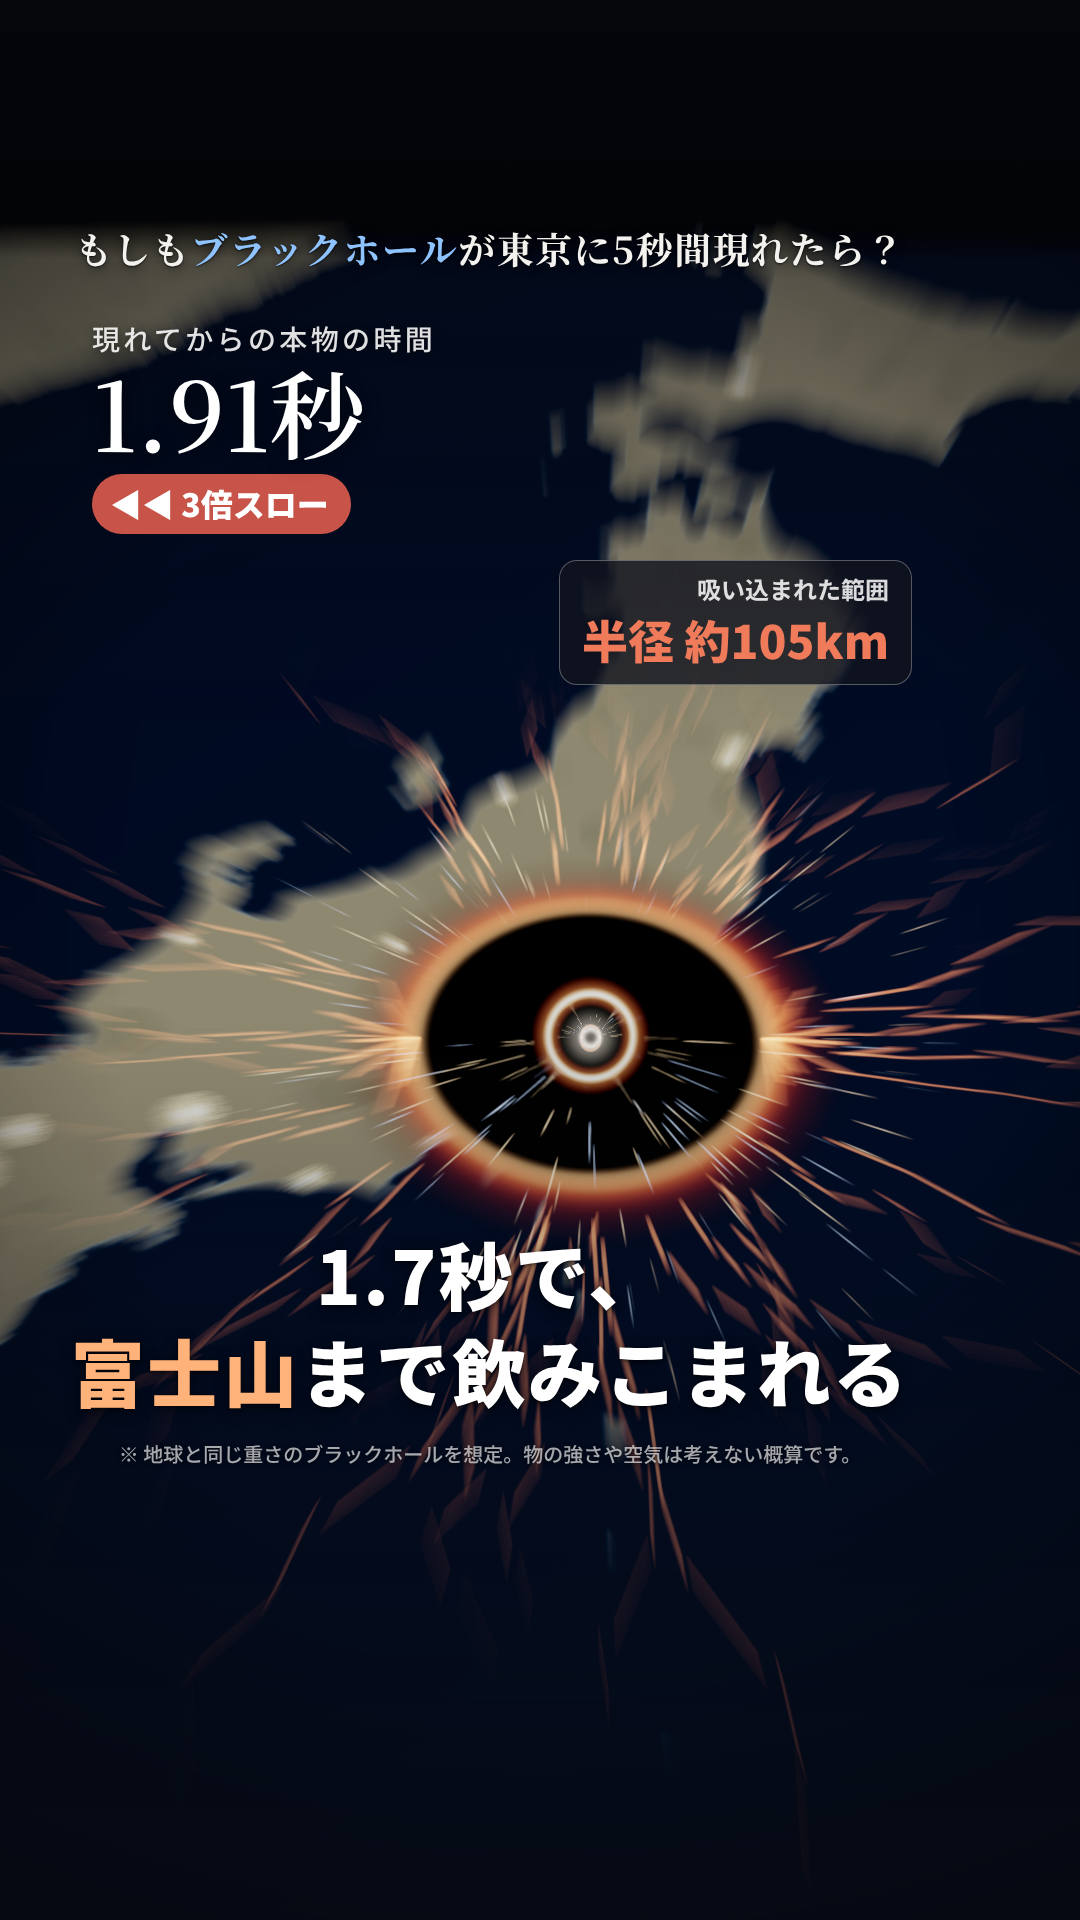 もしもブラックホールが東京に5秒間現れたら？
現れてからの本物の時間
1.91秒
◀◀ 3倍スロー
吸い込まれた範囲
半径 約105km
1.7秒で、
富士山まで飲みこまれる
※ 地球と同じ重さのブラックホールを想定。物の強さや空気は考えない概算です。